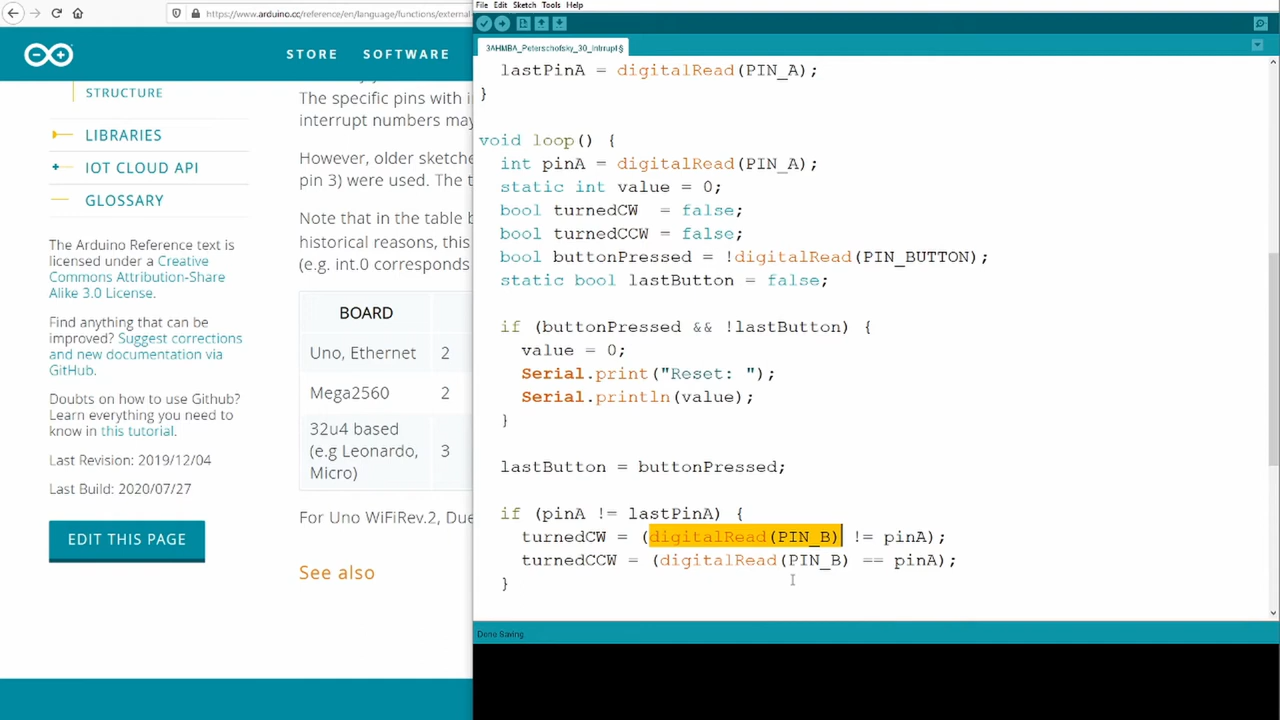 https://www.arduino.cc/reference/en/language/functions/external
STORE SOFTWARE
STRUCTURE
LIBRARIES
IOT CLOUD API
GLOSSARY
The Arduino Reference text is
licensed under a Creative
Commons Attribution-Share
Alike 3.0 License.
Find anything that can be
improved? Suggest corrections
and new documentation via
GitHub.
Doubts on how to use Github?
Learn everything you need to
know in this tutorial.
Last Revision: 2019/12/04
Last Build: 2020/07/27
EDIT THIS PAGE
The specific pins with i
interrupt numbers may
However, older sketche
pin 3) were used. The t
Note that in the table b
historical reasons, this
(e.g. int.0 corresponds
BOARD
Uno, Ethernet 2
Mega2560 2
32u4 based
(e.g Leonardo, 3
Micro)
For Uno WiFiRev.2, Due
See also
File Edit Sketch Tools Help
3AHMBA_Peterschofsky_30_Intrrupt §
lastPinA = digitalRead(PIN_A);
}
void loop() {
int pinA = digitalRead(PIN_A);
static int value = 0;
bool turnedCW  = false;
bool turnedCCW = false;
bool buttonPressed = !digitalRead(PIN_BUTTON);
static bool lastButton = false;
if (buttonPressed && !lastButton) {
value = 0;
Serial.print("Reset: ");
Serial.println(value);
}
lastButton = buttonPressed;
if (pinA != lastPinA) {
turnedCW = (digitalRead(PIN_B) != pinA);
turnedCCW = (digitalRead(PIN_B) == pinA);
}
Done Saving.